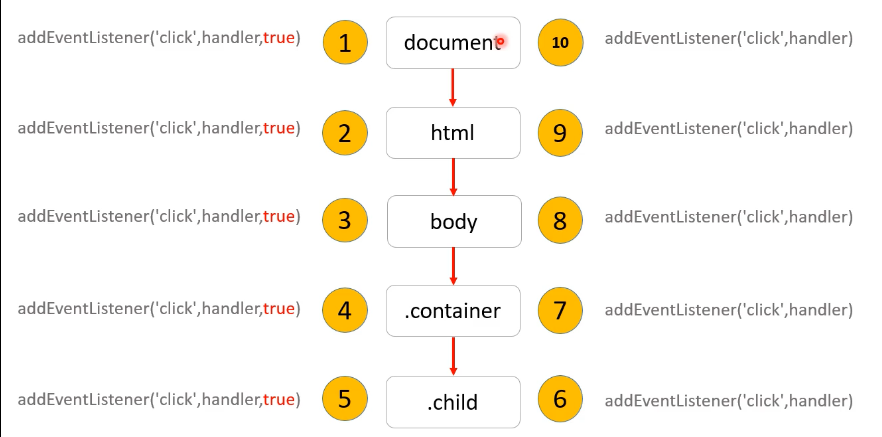 addEventListener('click',handler,true) 1 document 10 addEventListener('click',handler)
addEventListener('click',handler,true) 2 html 9 addEventListener('click',handler)
addEventListener('click',handler,true) 3 body 8 addEventListener('click',handler)
addEventListener('click',handler,true) 4 .container 7 addEventListener('click',handler)
addEventListener('click',handler,true) 5 .child 6 addEventListener('click',handler)